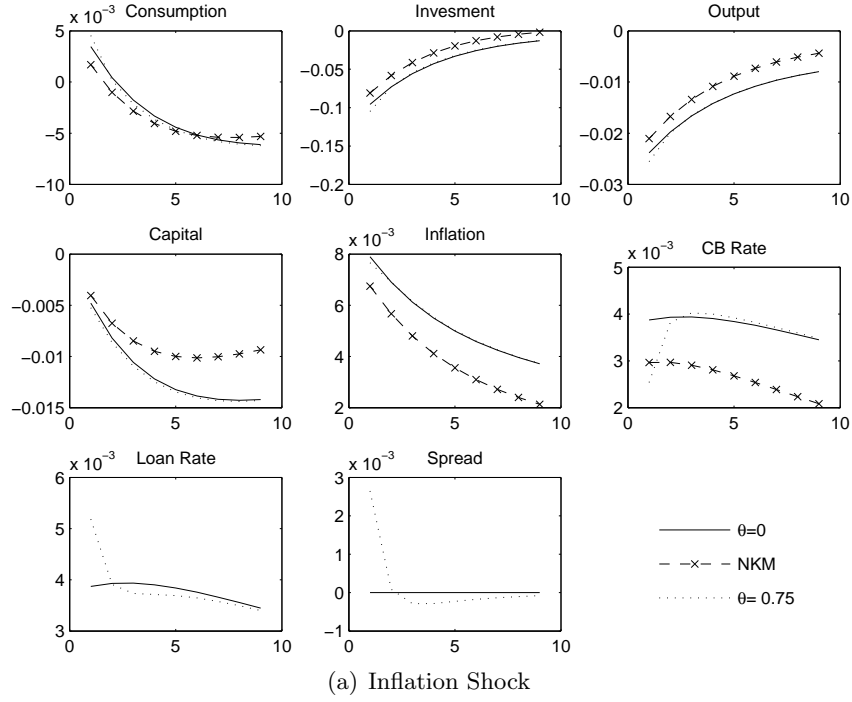 Consumption
Invesment
Output
x 10⁻³
5
0
−5
−10
0 5 10
0
−0.05
−0.1
−0.15
−0.2
0 5 10
0
−0.01
−0.02
−0.03
0 5 10
Capital
Inflation
CB Rate
0
−0.005
−0.01
−0.015
0 5 10
x 10⁻³
8
6
4
2
0 5 10
x 10⁻³
5
4
3
2
0 5 10
Loan Rate
Spread
x 10⁻³
6
5
4
3
0 5 10
x 10⁻³
3
2
1
0
−1
0 5 10
θ=0
NKM
θ= 0.75
(a) Inflation Shock